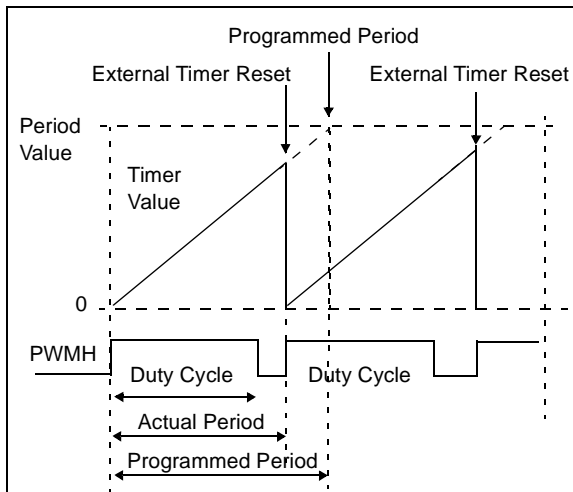 Programmed Period
External Timer Reset
External Timer Reset
Period
Value
Timer
Value
0
PWMH
Duty Cycle
Duty Cycle
Actual Period
Programmed Period